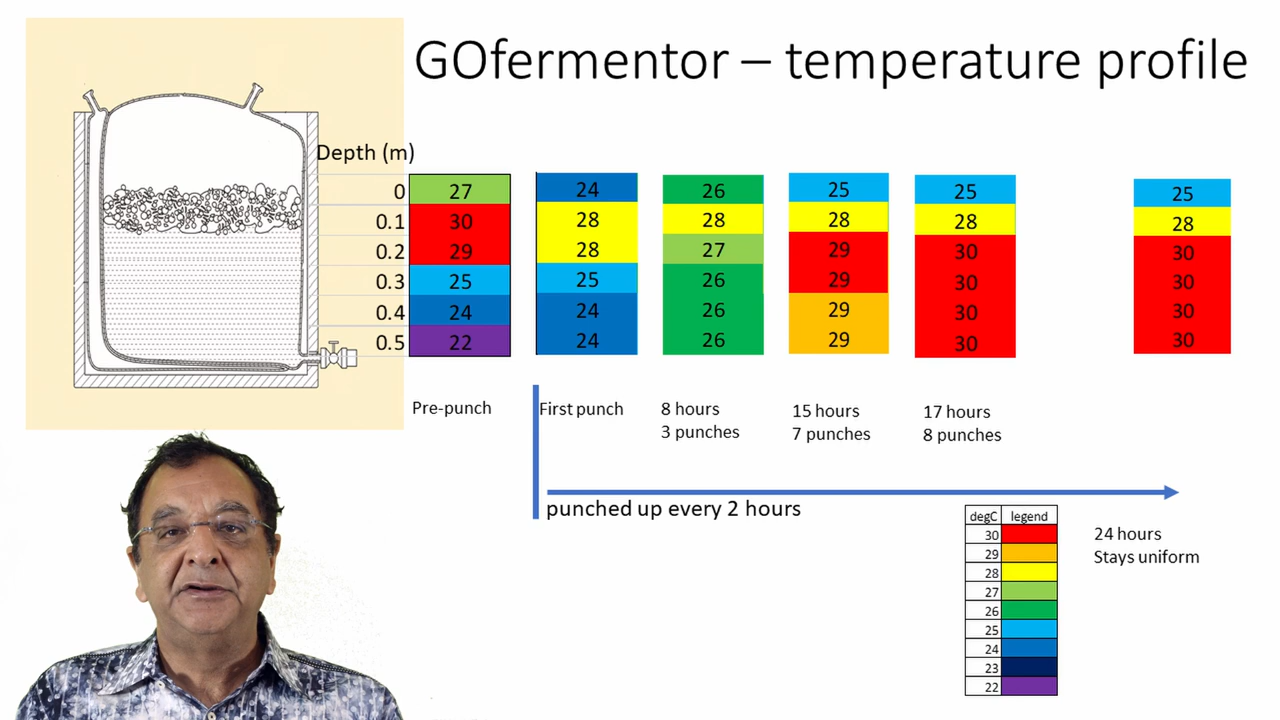 GOfermentor – temperature profile
Depth (m)
0 27 24 26 25 25 25
0.1 30 28 28 28 28 28
0.2 29 28 27 29 30 30
0.3 25 25 26 29 30 30
0.4 24 24 26 29 30 30
0.5 22 24 26 29 30 30
Pre-punch
First punch
8 hours
3 punches
15 hours
7 punches
17 hours
8 punches
punched up every 2 hours
degC legend
30
29
28
27
26
25
24
23
22
24 hours
Stays uniform